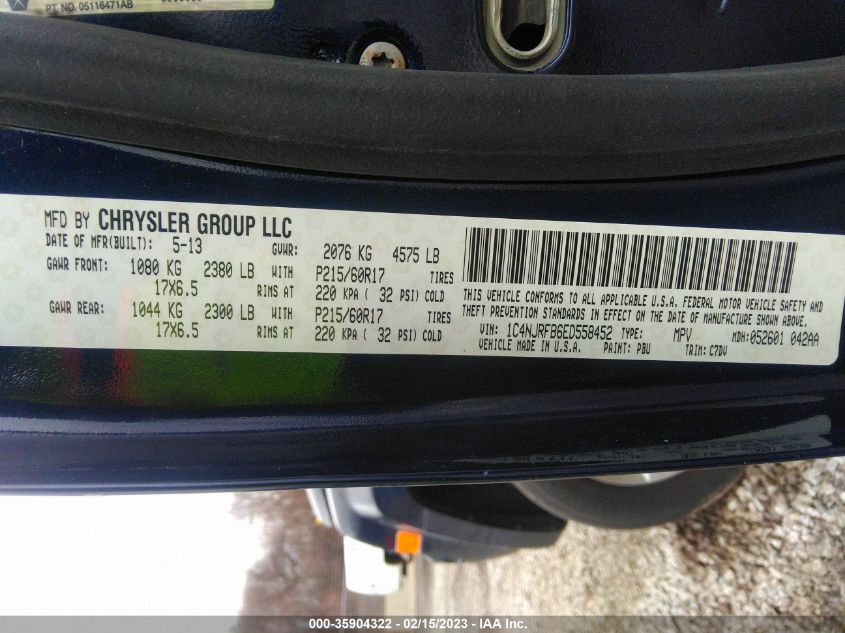 PT. NO. 05116471AB
MFD BY CHRYSLER GROUP LLC
DATE OF MFR(BUILT): 5-13 GVWR: 2076 KG 4575 LB
GAWR FRONT: 1080 KG 2380 LB WITH P215/60R17 TIRES
17X6.5 RIMS AT 220 KPA ( 32 PSI) COLD
GAWR REAR: 1044 KG 2300 LB WITH P215/60R17 TIRES
17X6.5 RIMS AT 220 KPA ( 32 PSI) COLD
THIS VEHICLE CONFORMS TO ALL APPLICABLE U.S.A. FEDERAL MOTOR VEHICLE SAFETY AND
THEFT PREVENTION STANDARDS IN EFFECT ON THE DATE OF MANUFACTURE SHOWN ABOVE.
VIN: 1C4NJRFB6ED558452 TYPE: MPV MDH:052601 042AA
VEHICLE MADE IN U.S.A. PAINT: PBU TRIM: C7DV
000-35904322 - 02/15/2023 - IAA Inc.